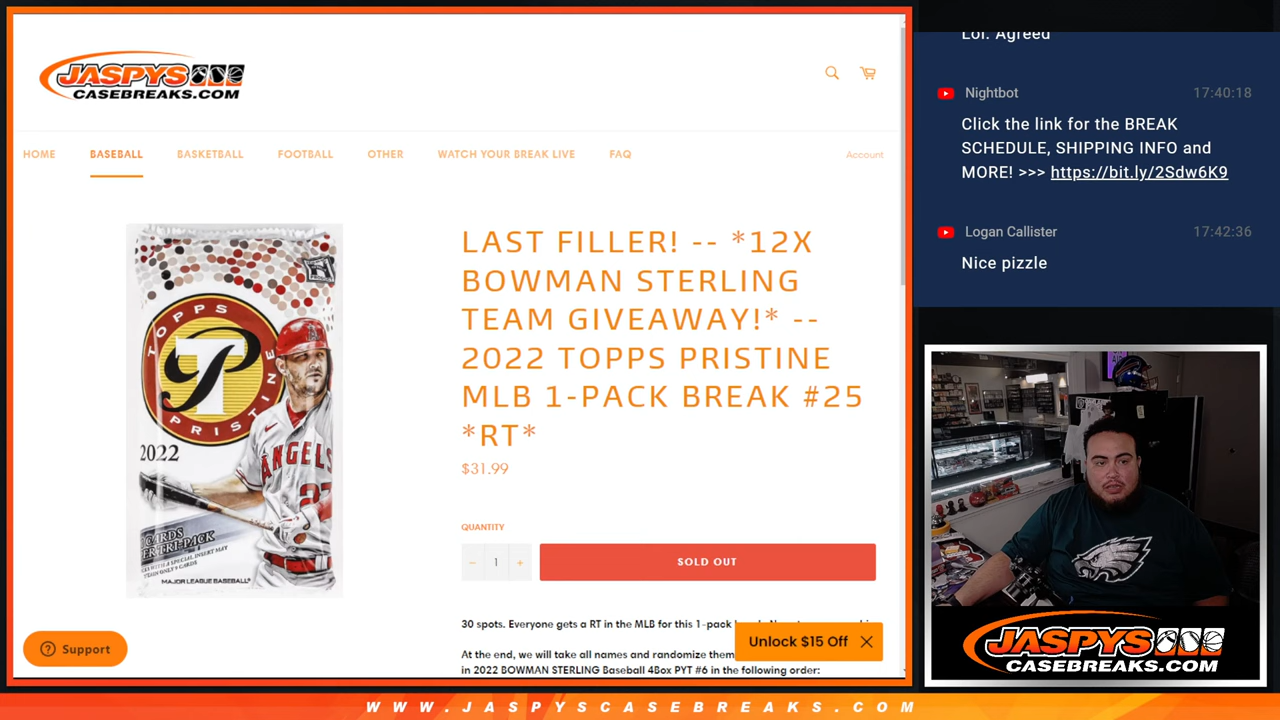 JASPYS
CASEBREAKS.COM
HOME BASEBALL BASKETBALL FOOTBALL OTHER WATCH YOUR BREAK LIVE FAQ Account
TOPPS
PRISTINE
2022
ANGELS
MAJOR LEAGUE BASEBALL
LAST FILLER! -- *12X
BOWMAN STERLING
TEAM GIVEAWAY!* --
2022 TOPPS PRISTINE
MLB 1-PACK BREAK #25
*RT*
$31.99
QUANTITY
− 1 + SOLD OUT
30 spots. Everyone gets a RT in the MLB for this 1-pack
At the end, we will take all names and randomize them
in 2022 BOWMAN STERLING Baseball 4Box PYT #6 in the following order:
Unlock $15 Off
Support
Lol. Agreed
Nightbot 17:40:18
Click the link for the BREAK
SCHEDULE, SHIPPING INFO and
MORE! >>> https://bit.ly/2Sdw6K9
Logan Callister 17:42:36
Nice pizzle
JASPYS
CASEBREAKS.COM
WWW.JASPYSCASEBREAKS.COM